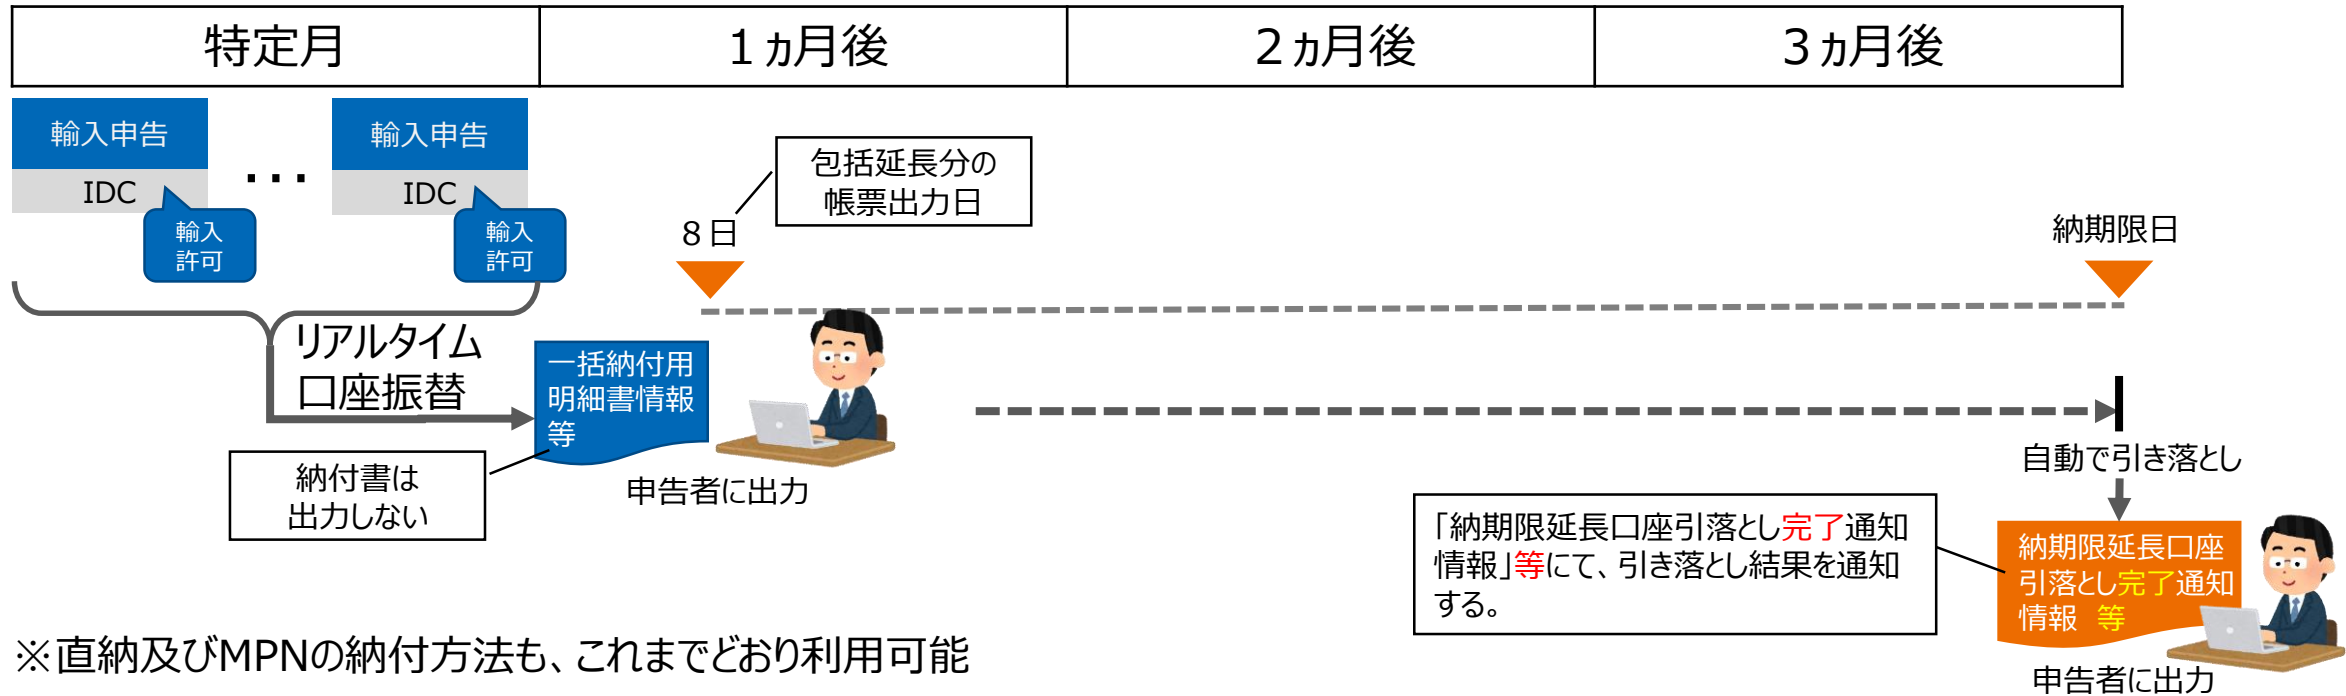 特定月
1ヵ月後
2ヵ月後
3ヵ月後
輸入申告
IDC
輸入
許可
・・・
輸入申告
IDC
輸入
許可
包括延長分の
帳票出力日
8日
納期限日
リアルタイム
口座振替
一括納付用
明細書情報
等
納付書は
出力しない
申告者に出力
自動で引き落とし
「納期限延長口座引落とし完了通知
情報」等にて、引き落とし結果を通知
する。
納期限延長口座
引落とし完了通知
情報 等
申告者に出力
※直納及びMPNの納付方法も、これまでどおり利用可能